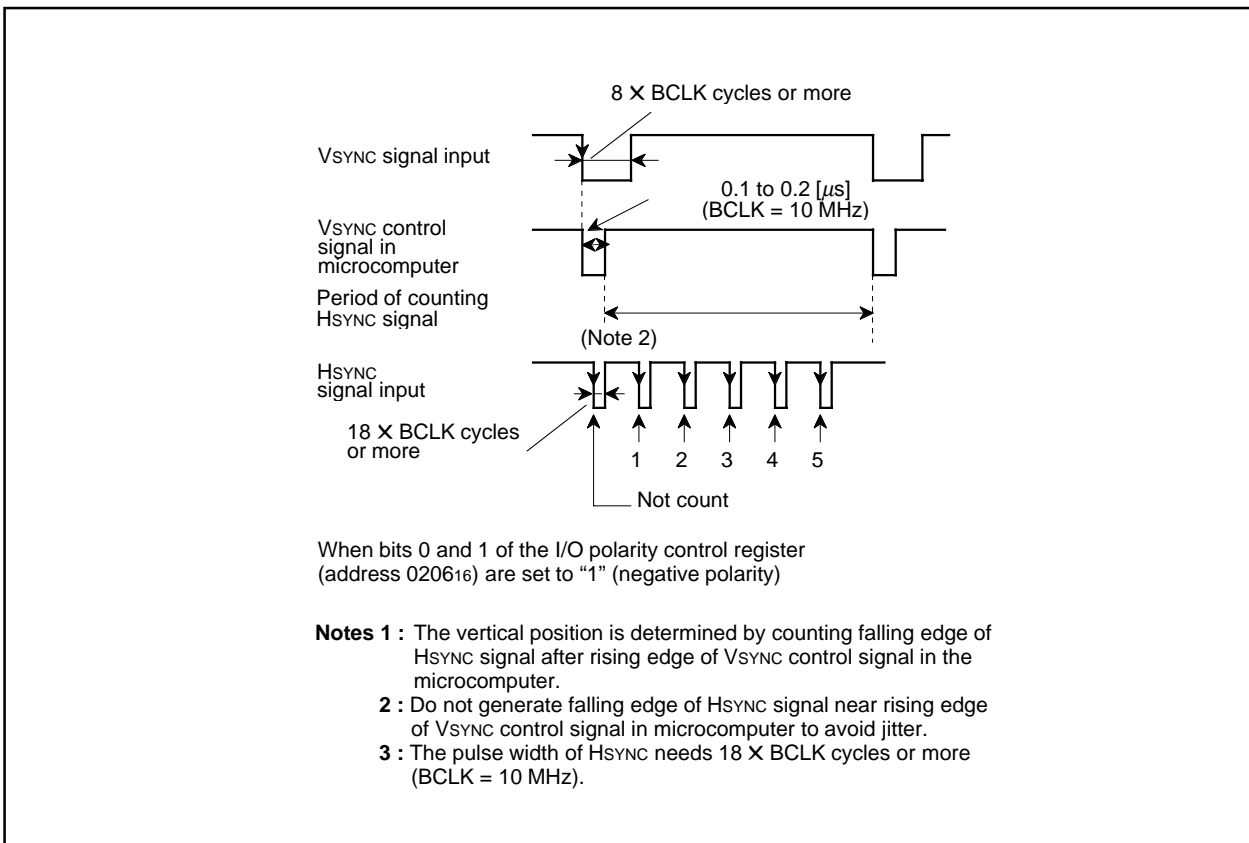 8 X BCLK cycles or more
VSYNC signal input
0.1 to 0.2 [μs]
(BCLK = 10 MHz)
VSYNC control
signal in
microcomputer
Period of counting
HSYNC signal
(Note 2)
HSYNC
signal input
18 X BCLK cycles
or more
1 2 3 4 5
Not count
When bits 0 and 1 of the I/O polarity control register
(address 020616) are set to “1” (negative polarity)
Notes 1 : The vertical position is determined by counting falling edge of
HSYNC signal after rising edge of VSYNC control signal in the
microcomputer.
2 : Do not generate falling edge of HSYNC signal near rising edge
of VSYNC control signal in microcomputer to avoid jitter.
3 : The pulse width of HSYNC needs 18 X BCLK cycles or more
(BCLK = 10 MHz).